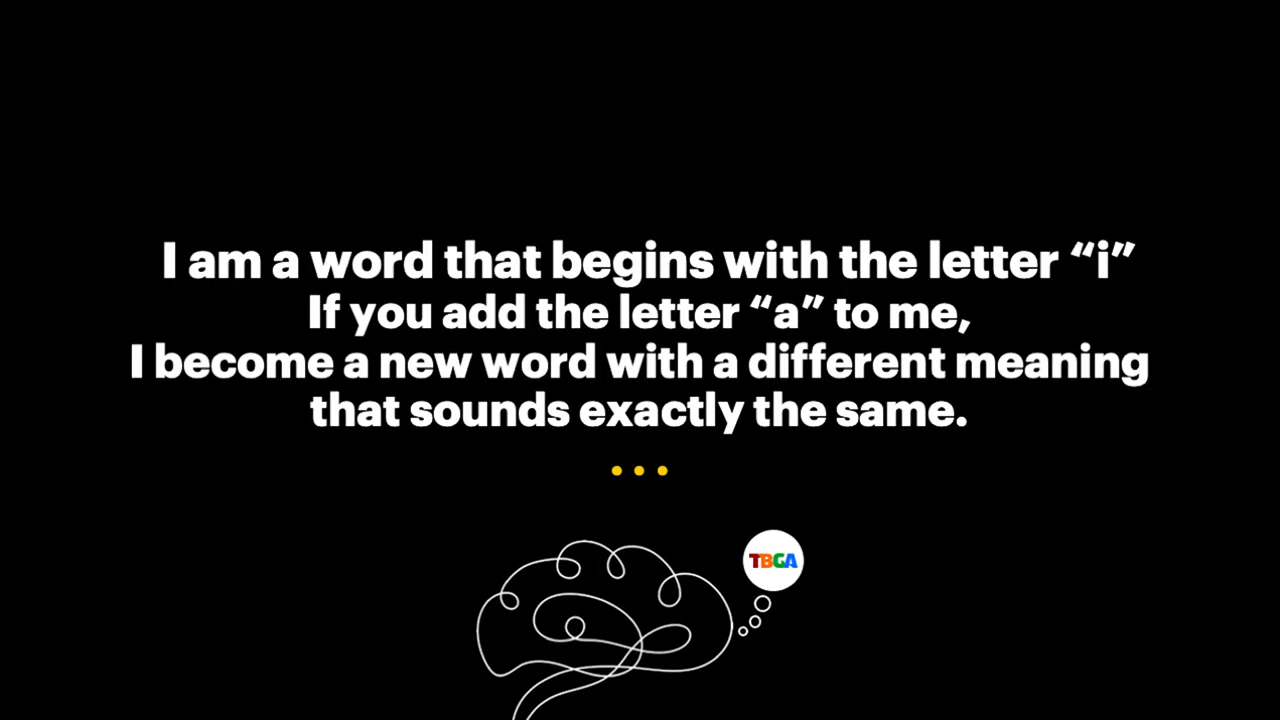 I am a word that begins with the letter “i”
If you add the letter “a” to me,
I become a new word with a different meaning
that sounds exactly the same.
TBGA